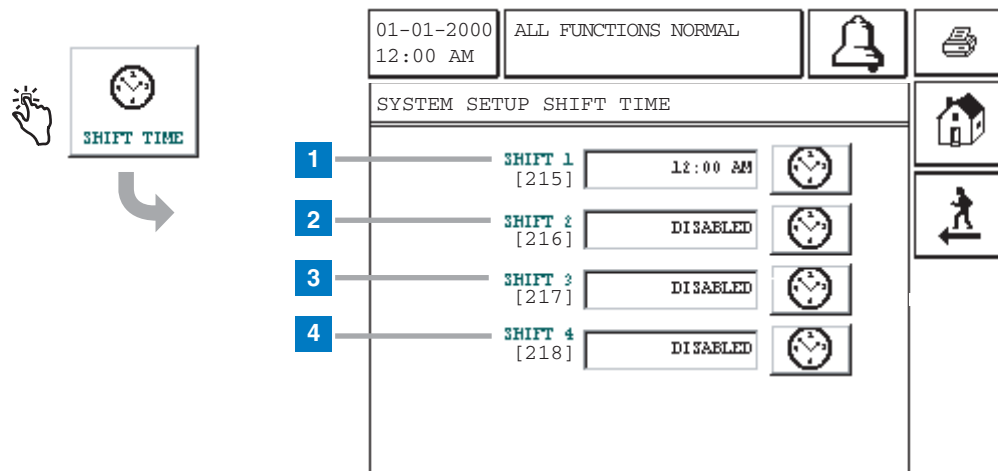 SHIFT TIME
01-01-2000
12:00 AM
ALL FUNCTIONS NORMAL
SYSTEM SETUP SHIFT TIME
1
SHIFT 1
[215]
12:00 AM
2
SHIFT 2
[216]
DISABLED
3
SHIFT 3
[217]
DISABLED
4
SHIFT 4
[218]
DISABLED